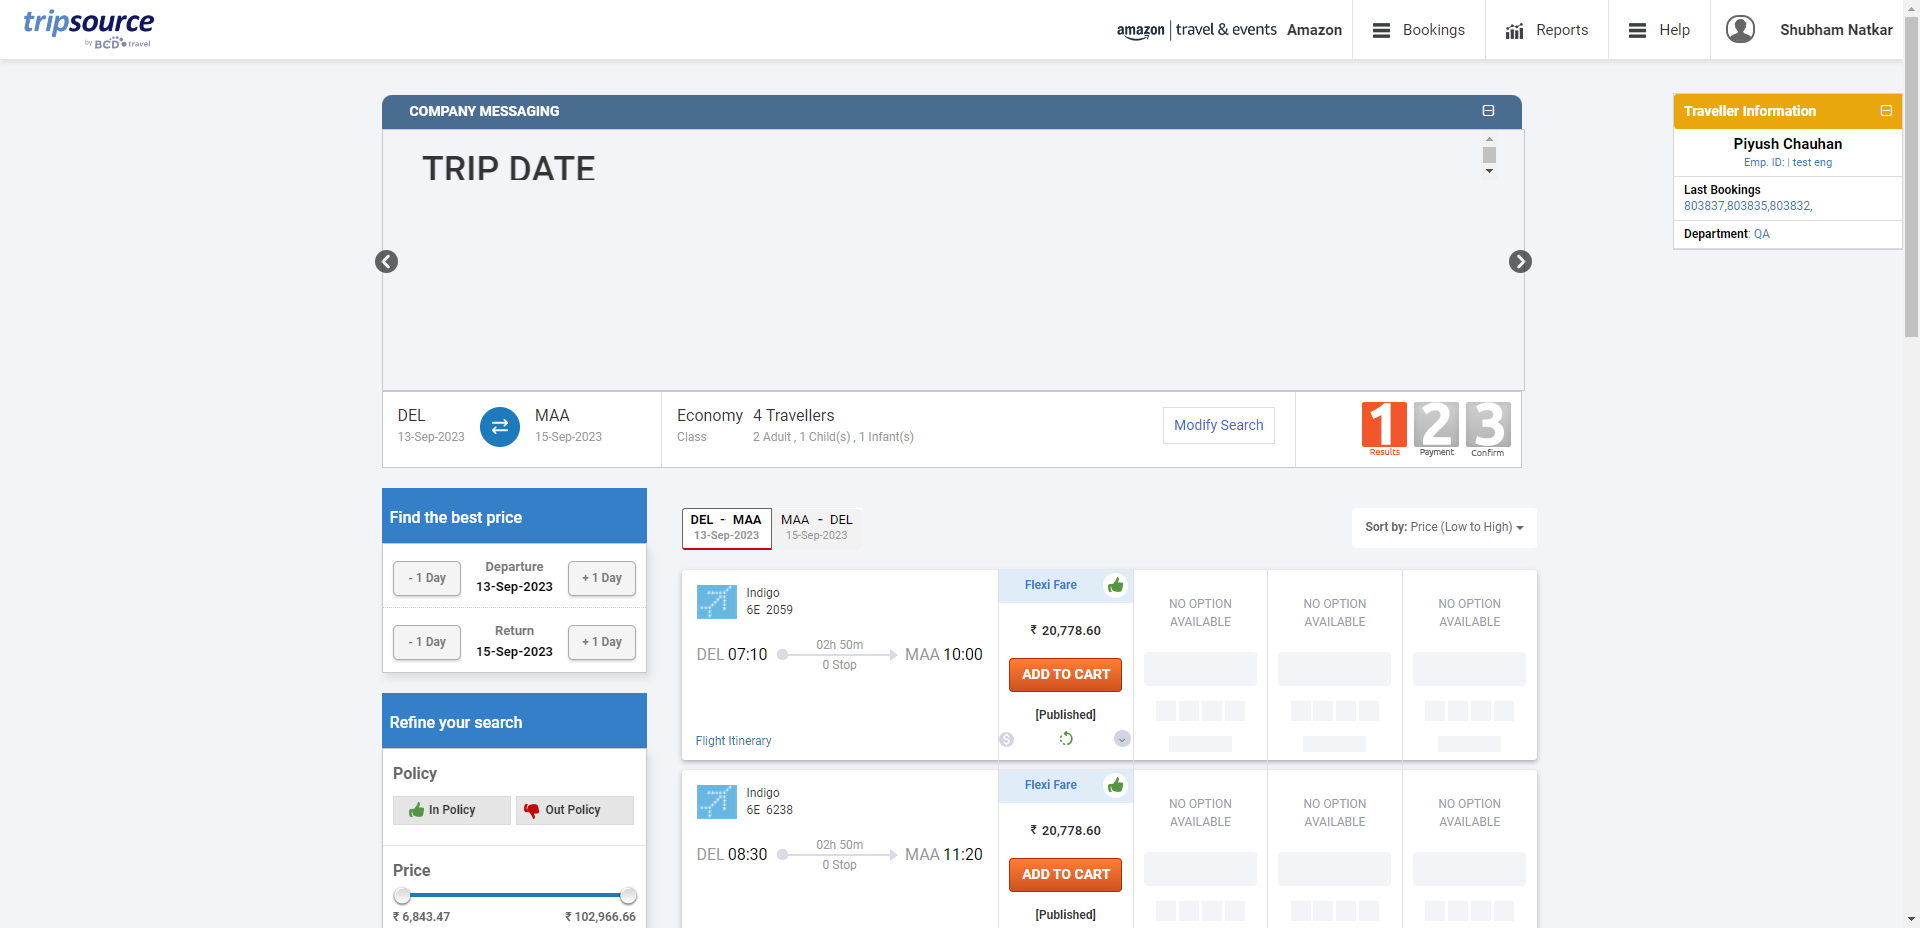 tripsource
by BCD travel
amazon | travel & events Amazon
Bookings
Reports
Help
Shubham Natkar
COMPANY MESSAGING
TRIP DATE
Traveller Information
Piyush Chauhan
Emp. ID: | test eng
Last Bookings
803837,803835,803832,
Department: QA
DEL
13-Sep-2023
MAA
15-Sep-2023
Economy
Class
4 Travellers
2 Adult , 1 Child(s) , 1 Infant(s)
Modify Search
1
Results
2
Payment
3
Confirm
Find the best price
- 1 Day
Departure
13-Sep-2023
+ 1 Day
- 1 Day
Return
15-Sep-2023
+ 1 Day
Refine your search
Policy
In Policy
Out Policy
Price
₹ 6,843.47
₹ 102,966.66
DEL - MAA
13-Sep-2023
MAA - DEL
15-Sep-2023
Sort by: Price (Low to High)
Indigo
6E 2059
DEL 07:10
02h 50m
0 Stop
MAA 10:00
Flight Itinerary
Flexi Fare
₹ 20,778.60
ADD TO CART
[Published]
S
NO OPTION
AVAILABLE
NO OPTION
AVAILABLE
NO OPTION
AVAILABLE
Indigo
6E 6238
DEL 08:30
02h 50m
0 Stop
MAA 11:20
Flexi Fare
₹ 20,778.60
ADD TO CART
[Published]
NO OPTION
AVAILABLE
NO OPTION
AVAILABLE
NO OPTION
AVAILABLE